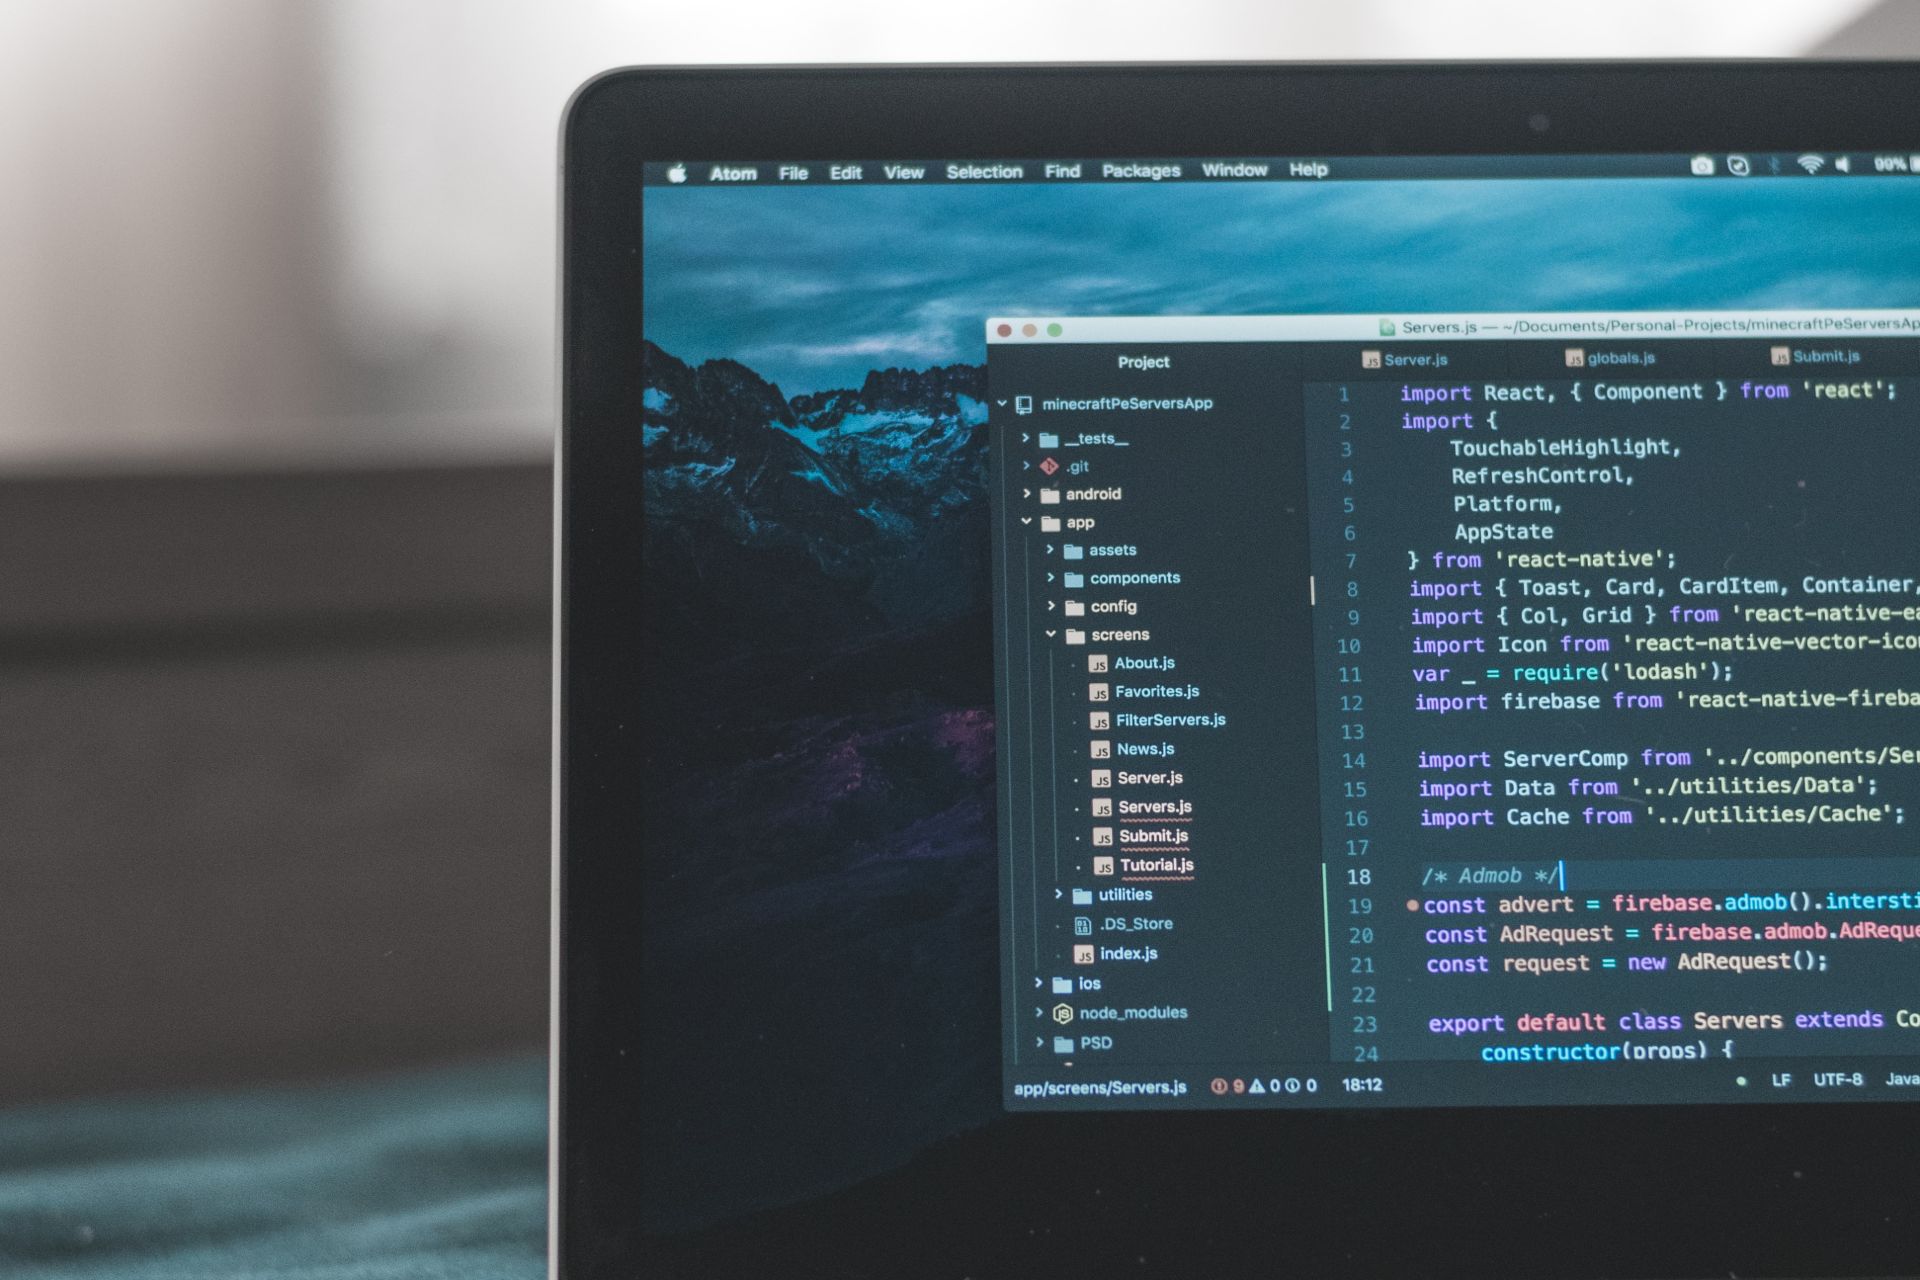 Atom File Edit View Selection Find Packages Window Help 99%
Servers.js — ~/Documents/Personal-Projects/minecraftPeServersAp
Project
Server.js globals.js Submit.js
minecraftPeServersApp
__tests__
.git
android
app
assets
components
config
screens
About.js
Favorites.js
FilterServers.js
News.js
Server.js
Servers.js
Submit.js
Tutorial.js
utilities
.DS_Store
index.js
ios
node_modules
PSD
1 import React, { Component } from 'react';
2 import {
3 TouchableHighlight,
4 RefreshControl,
5 Platform,
6 AppState
7 } from 'react-native';
8 import { Toast, Card, CardItem, Container,
9 import { Col, Grid } from 'react-native-ea
10 import Icon from 'react-native-vector-ico
11 var _ = require('lodash');
12 import firebase from 'react-native-fireba
13
14 import ServerComp from '../components/Ser
15 import Data from '../utilities/Data';
16 import Cache from '../utilities/Cache';
17
18 /* Admob */
19 const advert = firebase.admob().intersti
20 const AdRequest = firebase.admob.AdReque
21 const request = new AdRequest();
22
23 export default class Servers extends Co
24 constructor(props) {
app/screens/Servers.js 9 0 0 18:12 LF UTF-8 Java